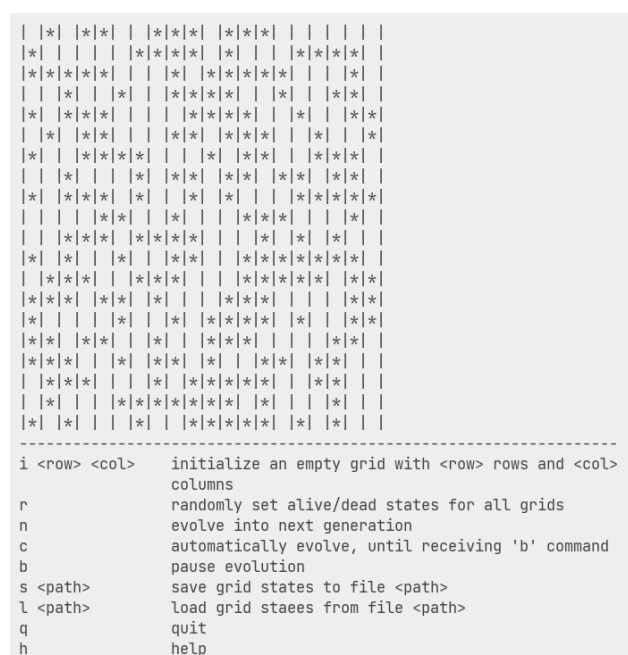 | |*| |*|*| | |*|*|*| |*|*|*| | | | | | |
|*| | | | | |*|*|*|*| |*| | | |*|*|*|*| |
|*|*|*|*|*| | | |*| |*|*|*|*|*| | | |*| |
| | |*| | |*| | |*|*|*|*| | |*| | |*|*| |
|*| |*|*|*| | | | |*|*|*|*| | |*| | |*|*|
| |*| |*|*| | | |*|*| |*|*|*| | |*| | |*|
|*| | |*|*|*|*| | | |*| |*|*| | |*|*|*| |
| | |*| | | |*| |*|*| |*|*| |*|*| |*|*| |
|*| |*|*|*| |*| | |*| |*| | | |*|*|*|*|*|
| | | | |*|*| | |*| | | |*|*|*| | | |*| |
| | |*|*|*| |*|*|*|*| | | |*| |*| |*| | |
|*| |*| | |*| | |*|*| | |*|*|*|*|*|*|*| |
| |*|*|*| | |*|*|*| | | |*|*|*|*|*| |*|*|
|*|*|*| |*|*| |*| | | |*|*|*| | | | |*|*|
|*| | | | |*| | |*| |*|*|*|*| |*| | |*|*|
|*|*| |*|*| | |*| | |*|*|*| | | | |*|*| |
|*|*|*| | |*| |*|*| |*| | |*|*| |*|*| | |
| |*|*|*| | | |*| |*|*|*|*|*| | |*|*| | |
| |*| | | |*|*|*|*|*|*|*| |*| | | |*| | |
|*| |*| | | |*| | |*|*|*|*|*| |*| |*| | |
------------------------------------------------------------------
i <row> <col>    initialize an empty grid with <row> rows and <col>
columns
r    randomly set alive/dead states for all grids
n    evolve into next generation
c    automatically evolve, until receiving 'b' command
b    pause evolution
s <path>    save grid states to file <path>
l <path>    load grid staees from file <path>
q    quit
h    help